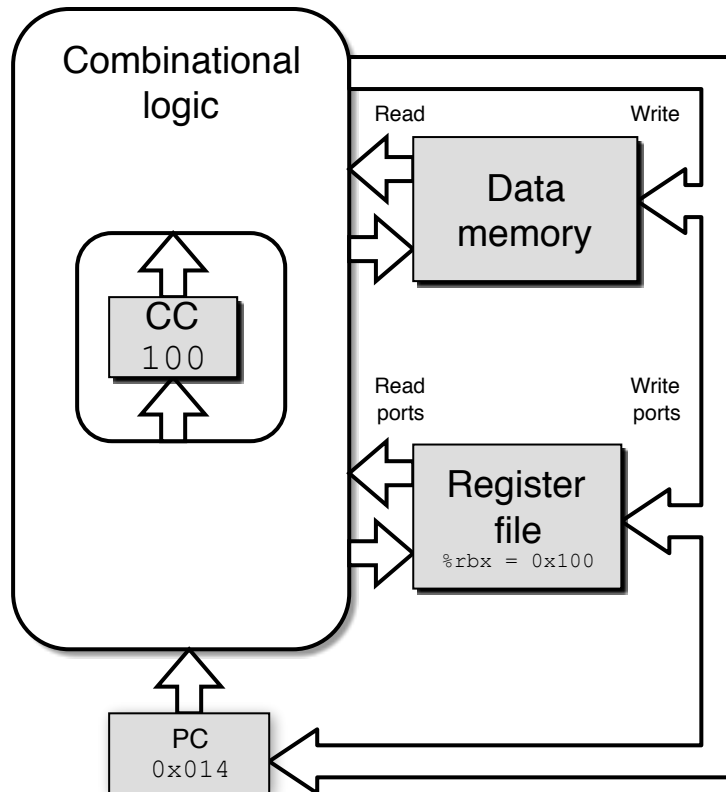 Combinational
logic
Read
Write
Data
memory
CC
100
Read
ports
Write
ports
Register
file
%rbx = 0x100
PC
0x014